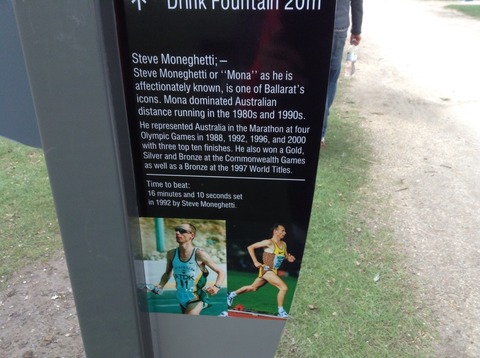 Drink Fountain 20m
Steve Moneghetti; –
Steve Moneghetti or ‘‘Mona’’ as he is
affectionately known, is one of Ballarat’s
icons. Mona dominated Australian
distance running in the 1980s and 1990s.
He represented Australia in the Marathon at four
Olympic Games in 1988, 1992, 1996, and 2000
with three top ten finishes. He also won a Gold,
Silver and Bronze at the Commonwealth Games
as well as a Bronze at the 1997 World Titles.
Time to beat:
16 minutes and 10 seconds set
in 1992 by Steve Moneghetti.
TDK